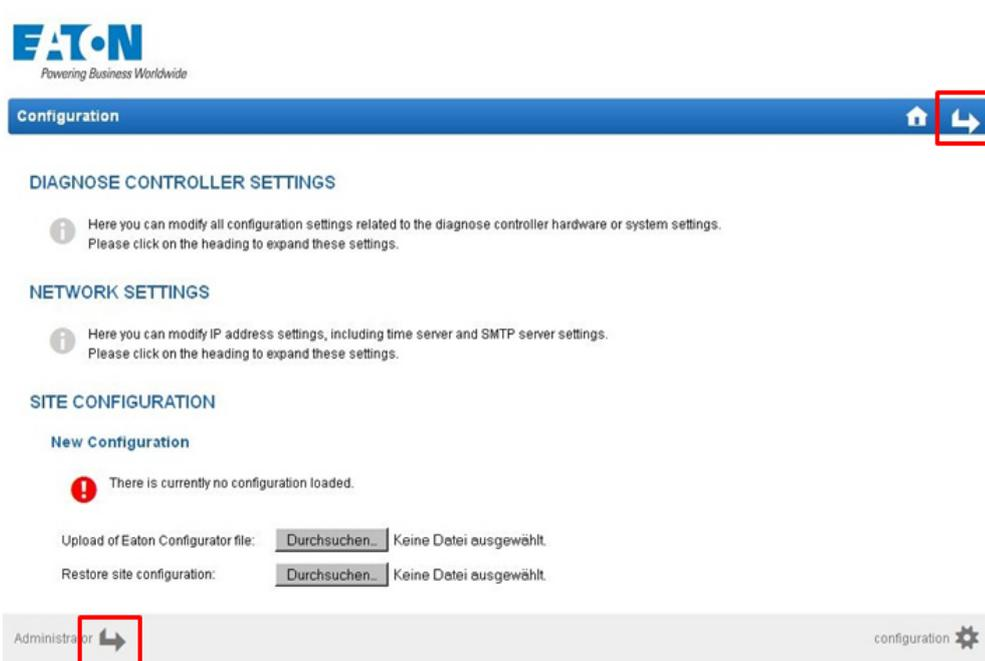 EATON
Powering Business Worldwide
Configuration
DIAGNOSE CONTROLLER SETTINGS
Here you can modify all configuration settings related to the diagnose controller hardware or system settings.
Please click on the heading to expand these settings.
NETWORK SETTINGS
Here you can modify IP address settings, including time server and SMTP server settings.
Please click on the heading to expand these settings.
SITE CONFIGURATION
New Configuration
There is currently no configuration loaded.
Upload of Eaton Configurator file: Durchsuchen... Keine Datei ausgewählt.
Restore site configuration: Durchsuchen... Keine Datei ausgewählt.
Administrator configuration